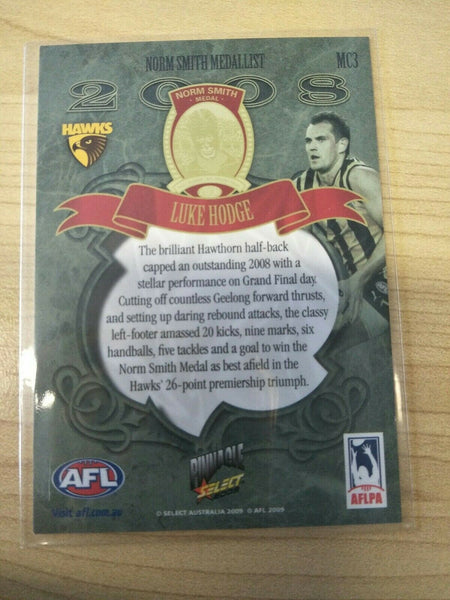 NORM SMITH MEDALLIST
MC3
2008
NORM SMITH
MEDAL
HAWKS
LUKE HODGE
The brilliant Hawthorn half-back
capped an outstanding 2008 with a
stellar performance on Grand Final day.
Cutting off countless Geelong forward thrusts,
and setting up daring rebound attacks, the classy
left-footer amassed 20 kicks, nine marks, six
handballs, five tackles and a goal to win the
Norm Smith Medal as best afield in the
Hawks' 26-point premiership triumph.
PINNACLE
SELECT
AFL
AFLPA
Visit afl.com.au
© SELECT AUSTRALIA 2009 © AFL 2009